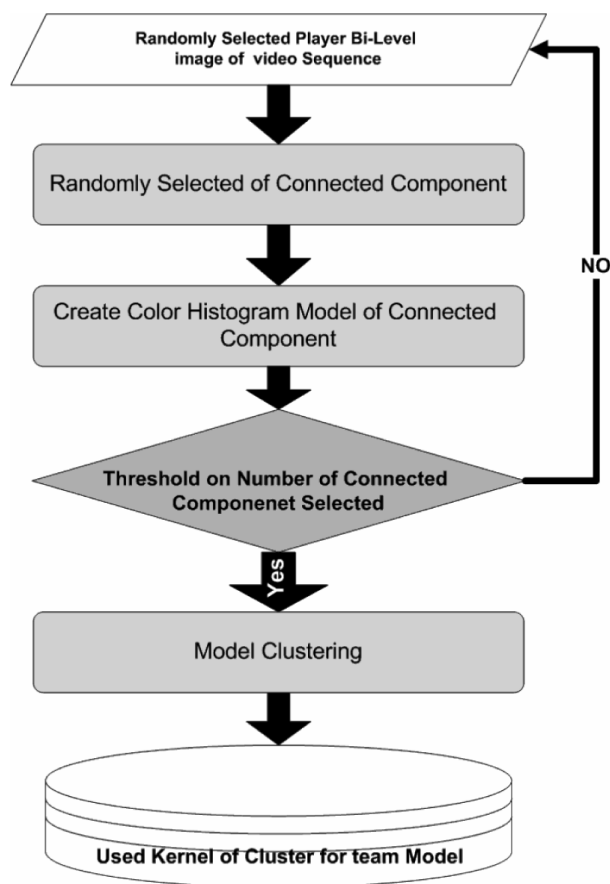 Randomly Selected Player Bi-Level
image of video Sequence
Randomly Selected of Connected Component
Create Color Histogram Model of Connected
Component
NO
Threshold on Number of Connected
Componenet Selected
Yes
Model Clustering
Used Kernel of Cluster for team Model